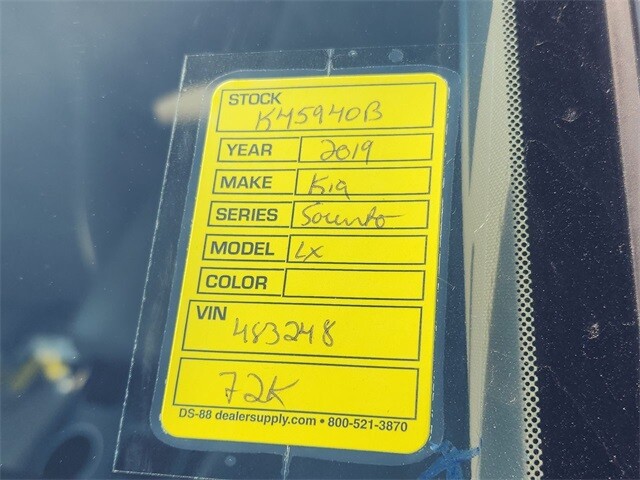 STOCK
K45940B
YEAR 2019
MAKE Kia
SERIES Sorento
MODEL LX
COLOR
VIN
483248
72K
DS-88 dealersupply.com • 800-521-3870